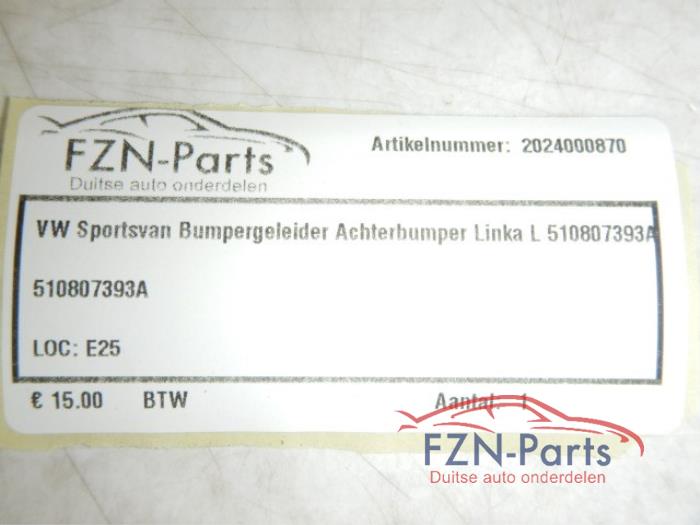 FZN-Parts
Duitse auto onderdelen
Artikelnummer: 2024000870
VW Sportsvan Bumpergeleider Achterbumper Linka L 510807393A
510807393A
LOC: E25
€ 15.00 BTW Aantal: 1
FZN-Parts
Duitse auto onderdelen